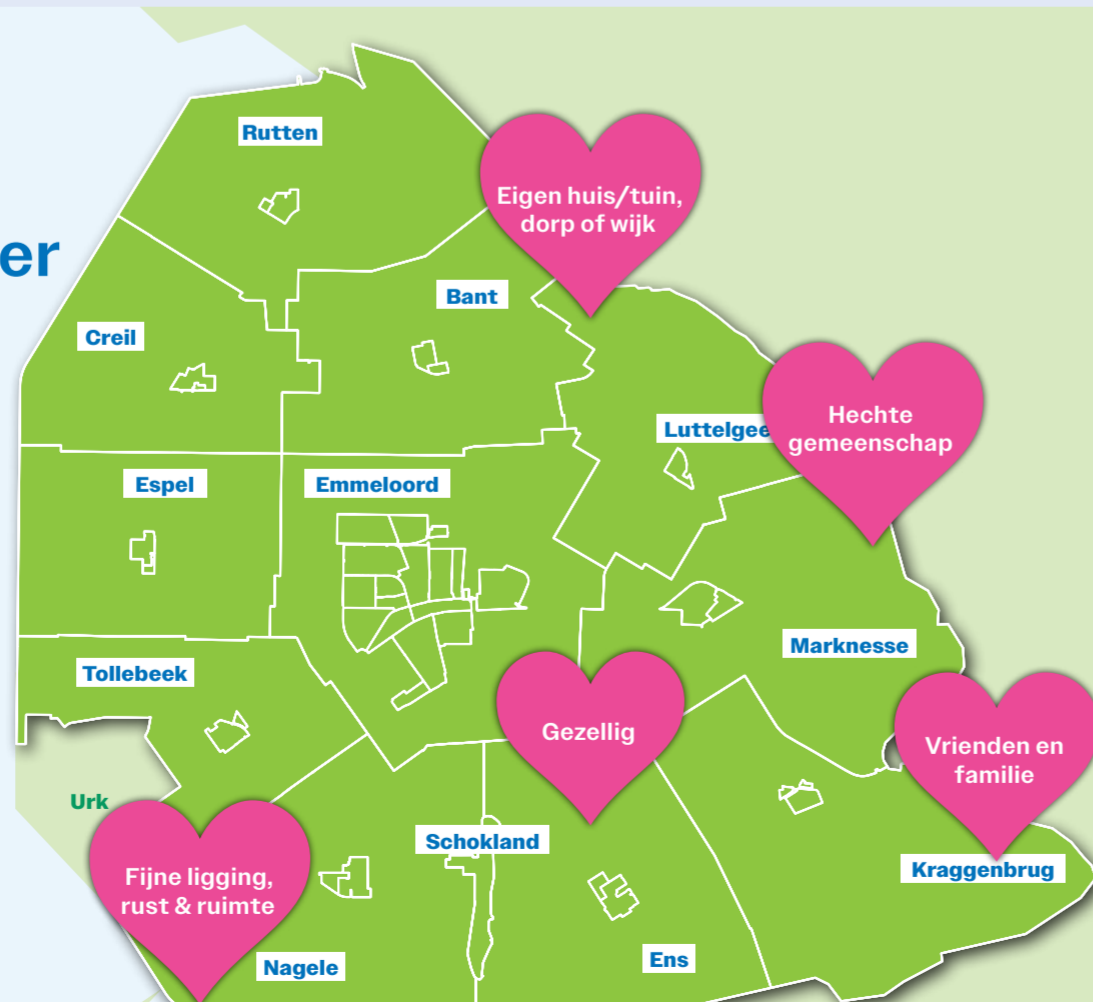 Rutten
Eigen huis/tuin,
dorp of wijk
er
Bant
Creil
Hechte
gemeenschap
Luttelgee
Espel
Emmeloord
Marknesse
Tollebeek
Gezellig
Vrienden en
familie
Urk
Schokland
Kraggenbrug
Fijne ligging,
rust & ruimte
Ens
Nagele